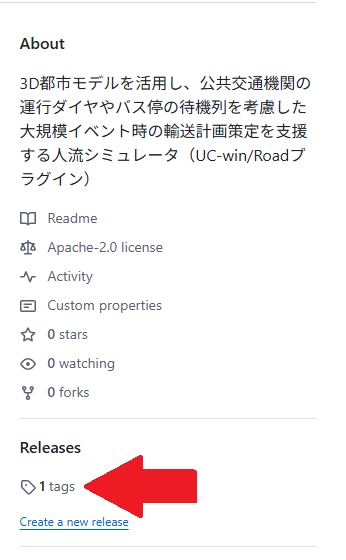 About
3D都市モデルを活用し、公共交通機関の
運行ダイヤやバス停の待機列を考慮した
大規模イベント時の輸送計画策定を支援
する人流シミュレータ（UC-win/Roadプ
ラグイン）
Readme
Apache-2.0 license
Activity
Custom properties
0 stars
0 watching
0 forks
Releases
1 tags
Create a new release